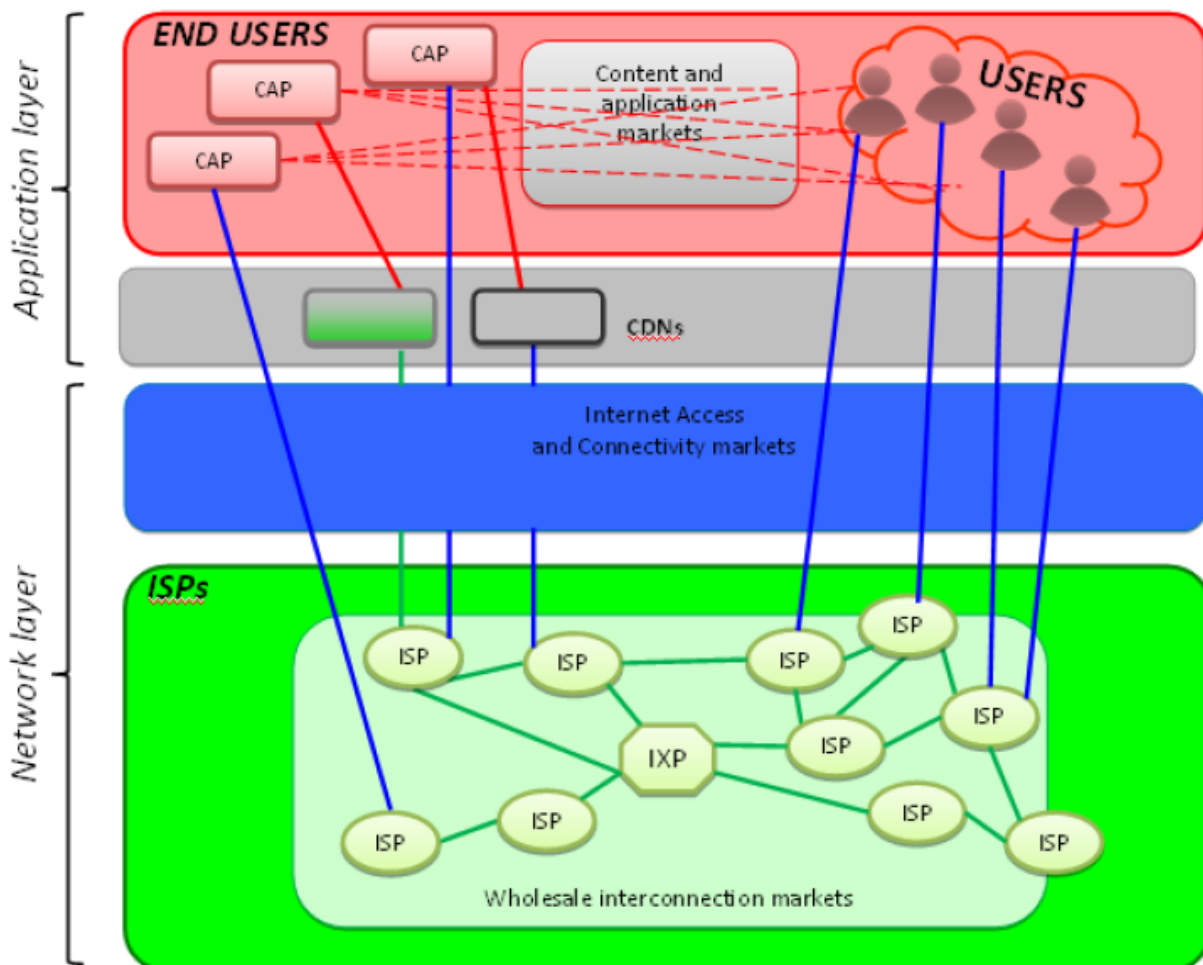 Application layer
END USERS
CAP
CAP
CAP
Content and
application
markets
USERS
CDNs
Network layer
Internet Access
and Connectivity markets
ISPs
ISP
ISP
ISP
ISP
ISP
ISP
IXP
ISP
ISP
ISP
ISP
Wholesale interconnection markets